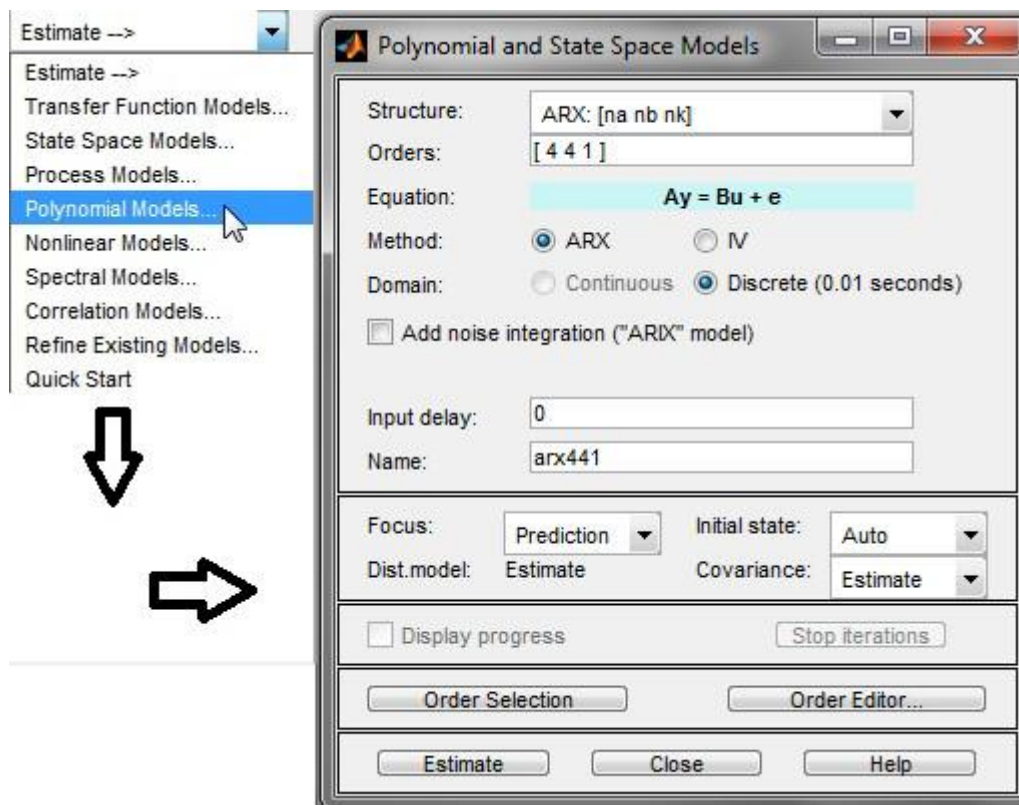 Estimate -->
Estimate -->
Transfer Function Models...
State Space Models...
Process Models...
Polynomial Models...
Nonlinear Models...
Spectral Models...
Correlation Models...
Refine Existing Models...
Quick Start
Polynomial and State Space Models
Structure: ARX: [na nb nk]
Orders: [ 4 4 1 ]
Equation: Ay = Bu + e
Method: ARX IV
Domain: Continuous Discrete (0.01 seconds)
Add noise integration ("ARIX" model)
Input delay: 0
Name: arx441
Focus: Prediction Initial state: Auto
Dist.model: Estimate Covariance: Estimate
Display progress Stop iterations
Order Selection Order Editor...
Estimate Close Help